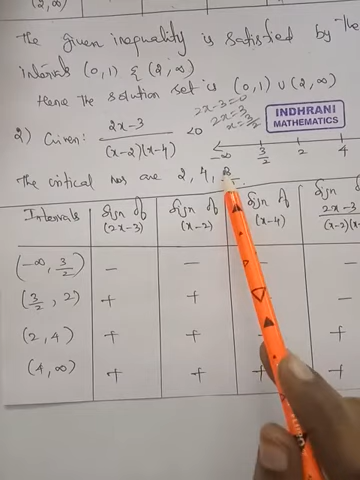 (2,∞)
The given inequality is satisfied by the
intervals (0,1) & (2,∞)
Hence the solution set is (0,1) ∪ (2,∞)
2x-3=0
2x=3
x=3/2
2) Given: (2x-3)/((x-2)(x-4)) <0
INDHRANI
MATHEMATICS
-∞ 3/2 2 4
The critical nos are 2, 4,
Intervals | Sign of (2x-3) | Sign of (x-2) | Sign of (x-4) | Sign of (2x-3)/((x-2)(x-
(-∞, 3/2) - - - -
(3/2, 2) + + -
(2, 4) + + +
(4, ∞) + + + +